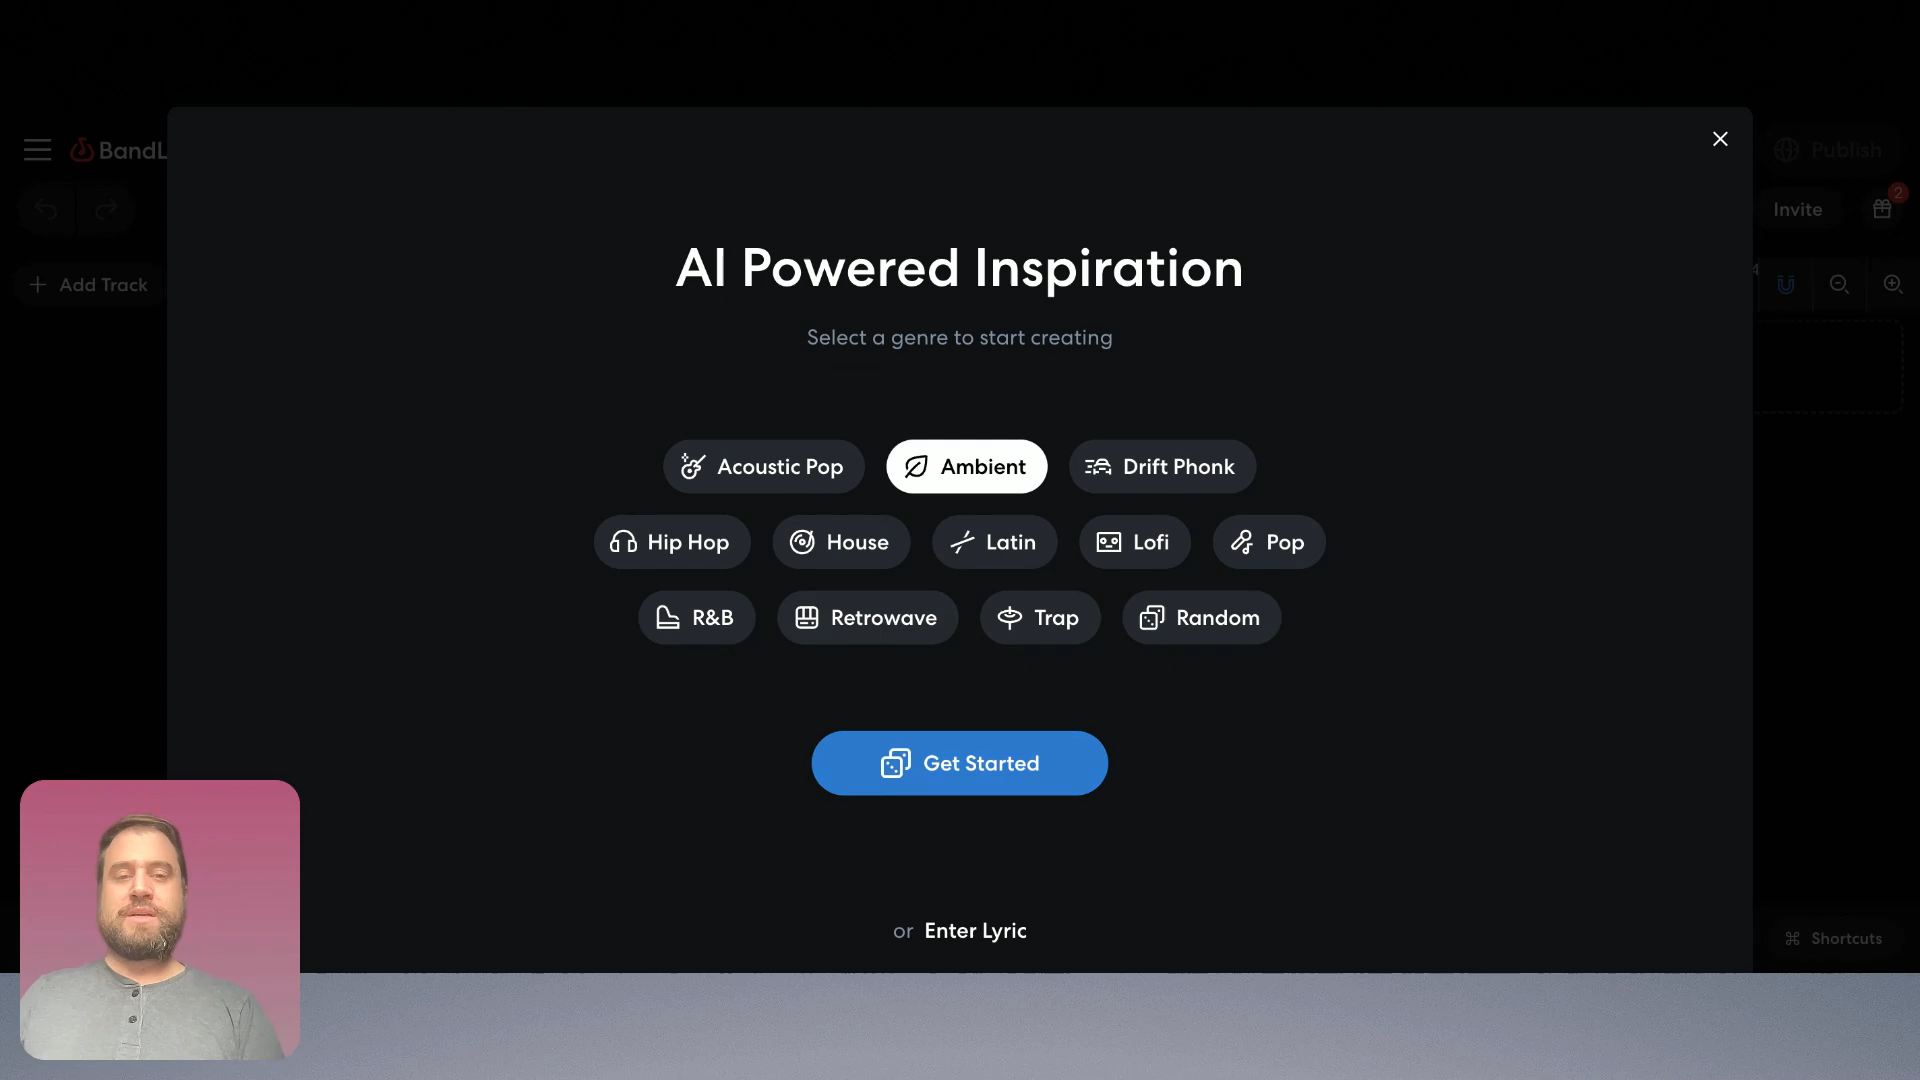 BandL
Publish
2
Invite
Add Track
AI Powered Inspiration
Select a genre to start creating
Acoustic Pop Ambient Drift Phonk
Hip Hop House Latin Lofi Pop
R&B Retrowave Trap Random
Get Started
or Enter Lyric
⌘ Shortcuts